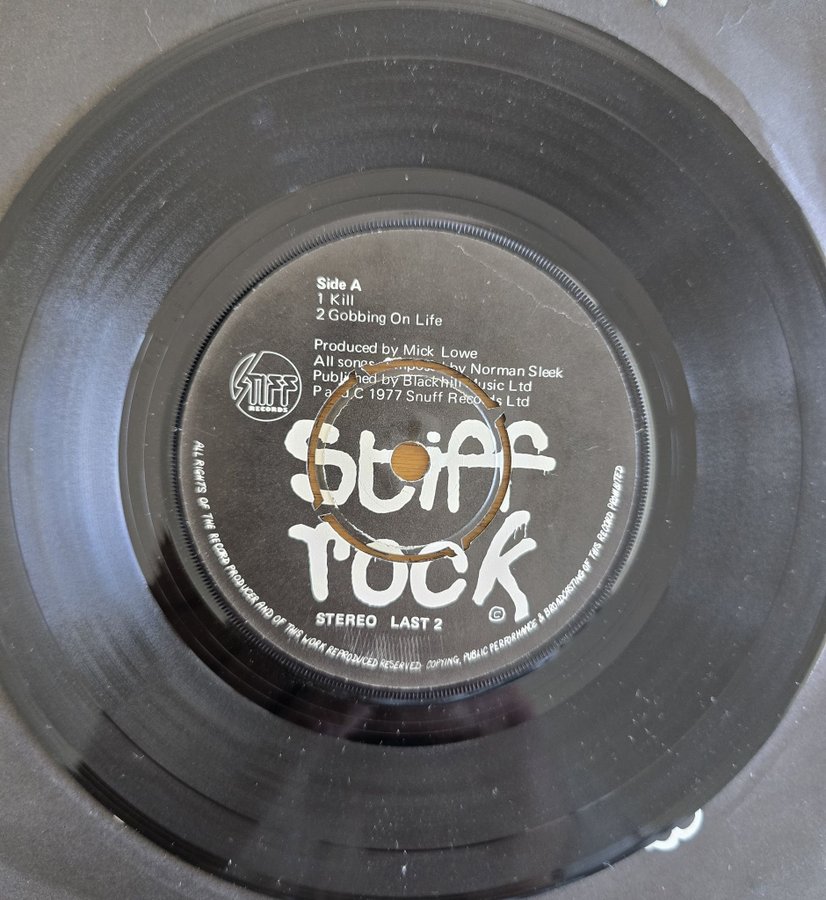 Side A
1 Kill
2 Gobbing On Life
Produced by Mick Lowe
All songs by Norman Sleek
Published by Blackhill Music Ltd
P and C 1977 Snuff Records Ltd
RECORDS
stiff
rock
©
STEREO LAST 2
ALL RIGHTS OF THE RECORD PRODUCER AND OF THIS WORK REPRODUCED RESERVED. COPYING, PUBLIC PERFORMANCE & BROADCASTING OF THIS RECORD PROHIBITED